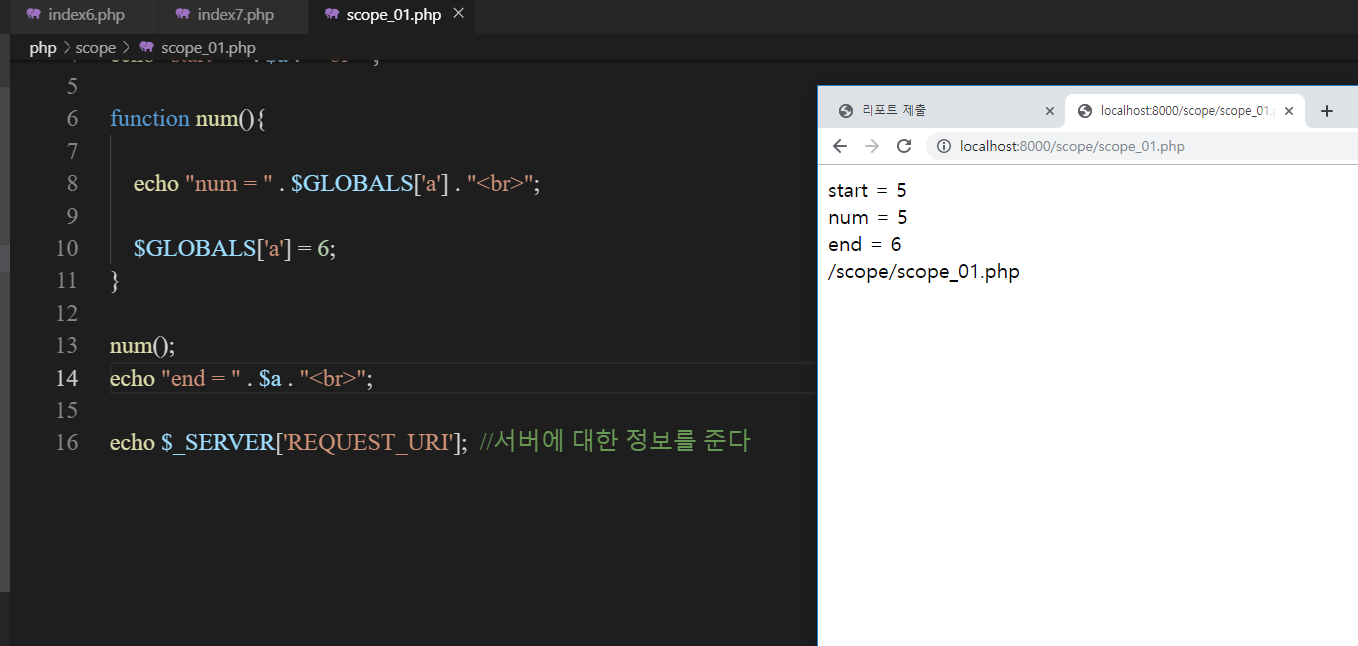 index6.php index7.php scope_01.php
php > scope > scope_01.php
5
6 function num(){
7
8 echo "num = " . $GLOBALS['a'] . "<br>";
9
10 $GLOBALS['a'] = 6;
11 }
12
13 num();
14 echo "end = " . $a . "<br>";
15
16 echo $_SERVER['REQUEST_URI']; //서버에 대한 정보를 준다
리포트 제출
localhost:8000/scope/scope_01.
localhost:8000/scope/scope_01.php
start = 5
num = 5
end = 6
/scope/scope_01.php